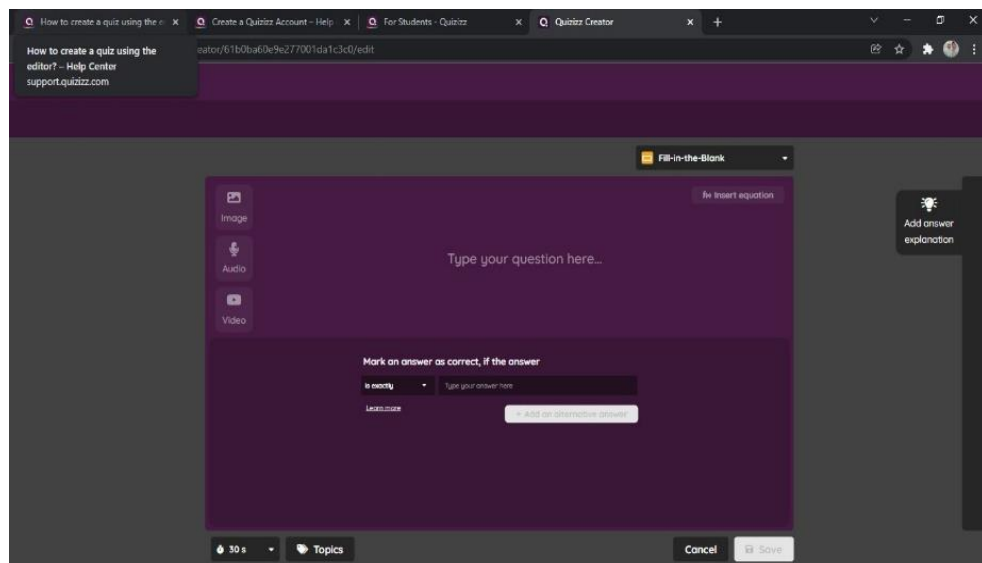 How to create a quiz using the e
Create a Quizizz Account – Help
For Students - Quizizz
Quizizz Creator
How to create a quiz using the
editor? – Help Center
support.quizizz.com
eator/61b0ba60e9e277001da1c3c0/edit
Fill-in-the-Blank
Image
fx Insert equation
Add answer
explanation
Type your question here...
Audio
Video
Mark an answer as correct, if the answer
is exactly
Type your answer here
Learn more
+ Add an alternative answer
30 s
Topics
Cancel
Save